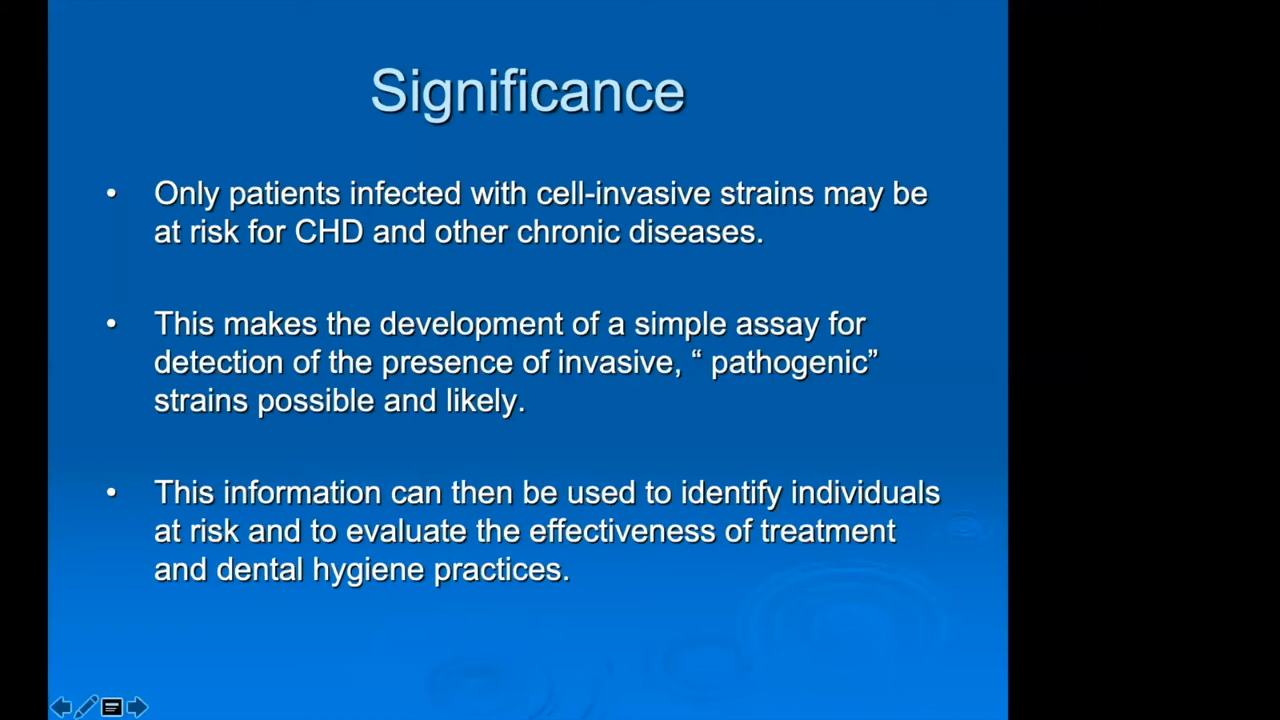 Significance
• Only patients infected with cell-invasive strains may be
at risk for CHD and other chronic diseases.
• This makes the development of a simple assay for
detection of the presence of invasive, “ pathogenic”
strains possible and likely.
• This information can then be used to identify individuals
at risk and to evaluate the effectiveness of treatment
and dental hygiene practices.